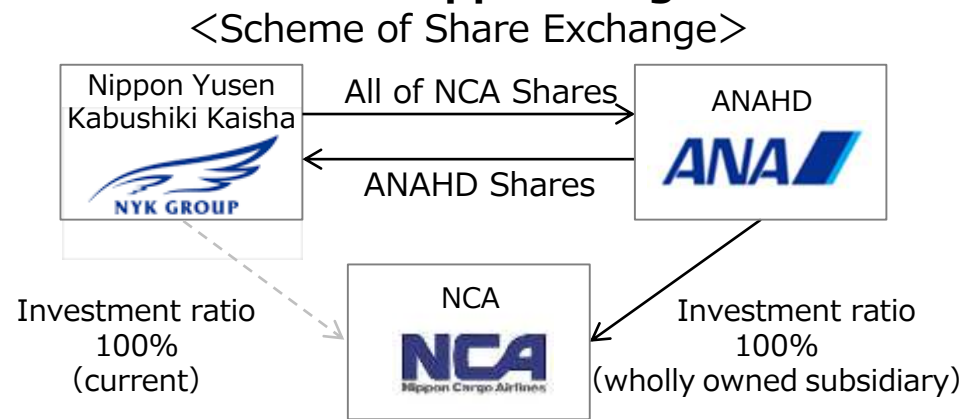 <Scheme of Share Exchange>
Nippon Yusen
Kabushiki Kaisha
NYK GROUP
All of NCA Shares
ANAHD Shares
ANAHD
ANA
Investment ratio
100%
(current)
NCA
NCA
Nippon Cargo Airlines
Investment ratio
100%
(wholly owned subsidiary)